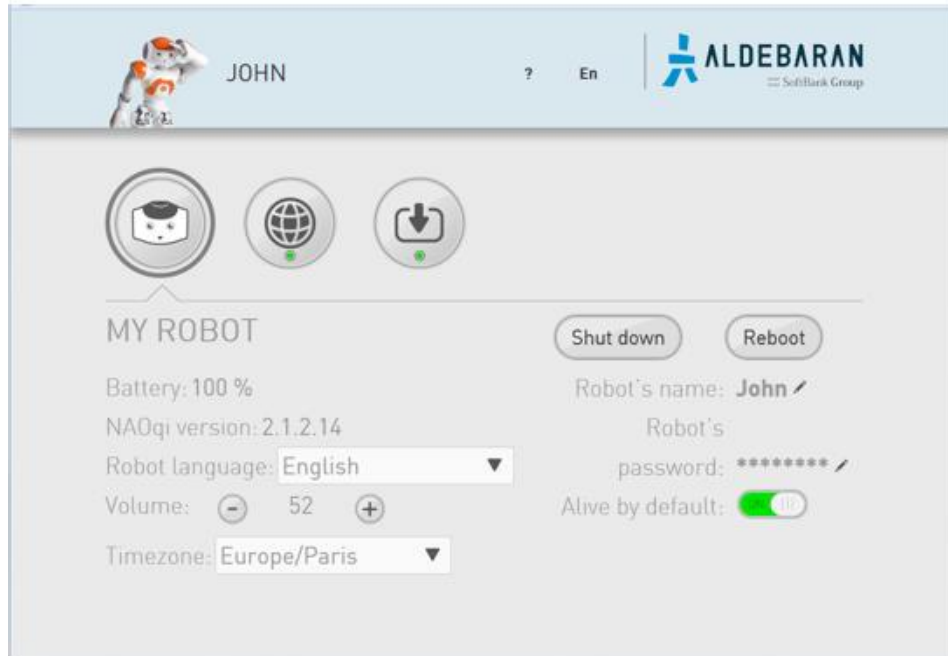 JOHN
?
En
ALDEBARAN
SoftBank Group
MY ROBOT
Shut down
Reboot
Battery: 100 %
Robot's name: John
NAOqi version: 2.1.2.14
Robot's
password: ********
Robot language: English
Volume: - 52 +
Alive by default:
Timezone: Europe/Paris